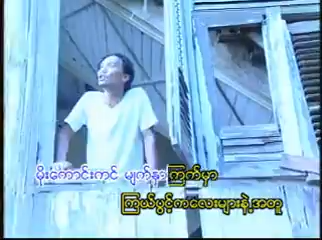 မိုးကောင်းကင် မျက်နှာကြက်မှာ
ကြယ်ပွင့်ကလေးများနဲ့အတူ